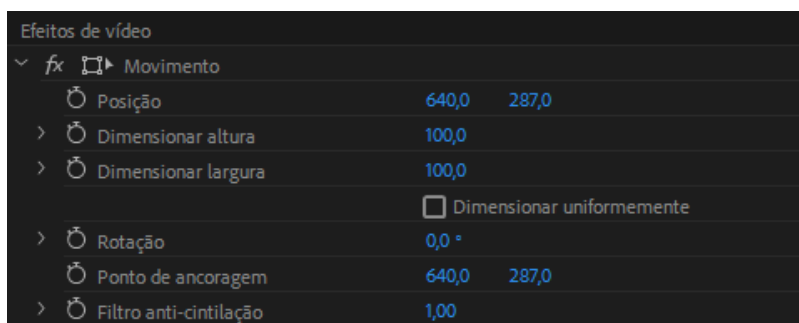 Efeitos de vídeo
fx Movimento
Posição 640,0 287,0
Dimensionar altura 100,0
Dimensionar largura 100,0
Dimensionar uniformemente
Rotação 0,0 °
Ponto de ancoragem 640,0 287,0
Filtro anti-cintilação 1,00